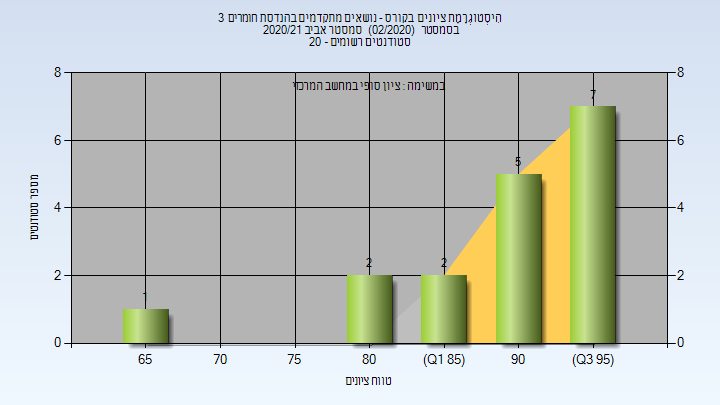 היסטוגרמת ציונים בקורס - נושאים מתקדמים בהנדסת חומרים 3
בסמסטר (02/2020) סמסטר אביב 2020/21
סטודנטים רשומים - 20
במשימה : ציון סופי במחשב המרכזי
מספר סטודנטים
8 8
7
6 6
5
4 4
2 2 2 2
1
0 0
65 70 75 80 (Q1 85) 90 (Q3 95)
טווח ציונים